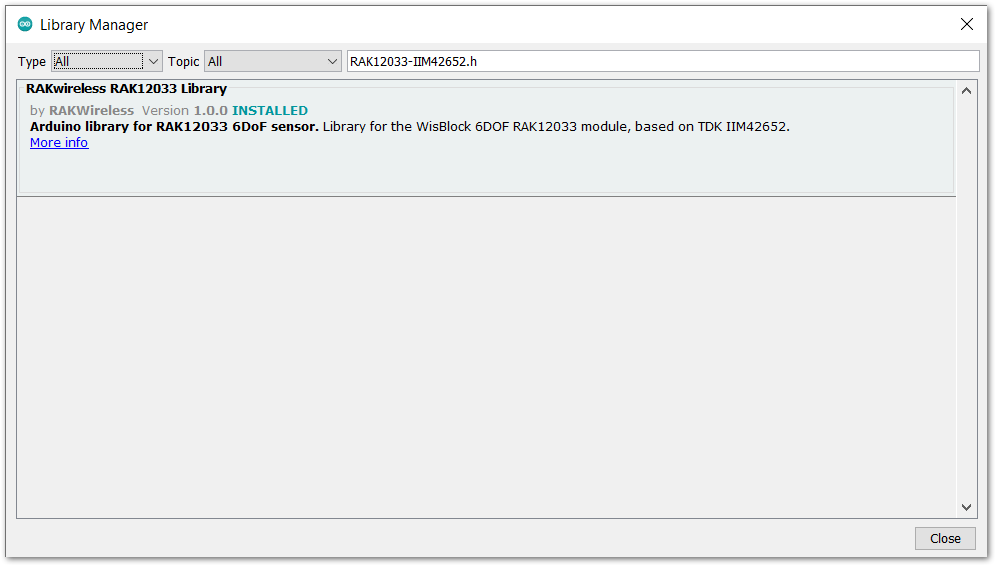 Library Manager
Type All Topic All RAK12033-IIM42652.h
RAKwireless RAK12033 Library
by RAKWireless Version 1.0.0 INSTALLED
Arduino library for RAK12033 6DoF sensor. Library for the WisBlock 6DOF RAK12033 module, based on TDK IIM42652.
More info
Close